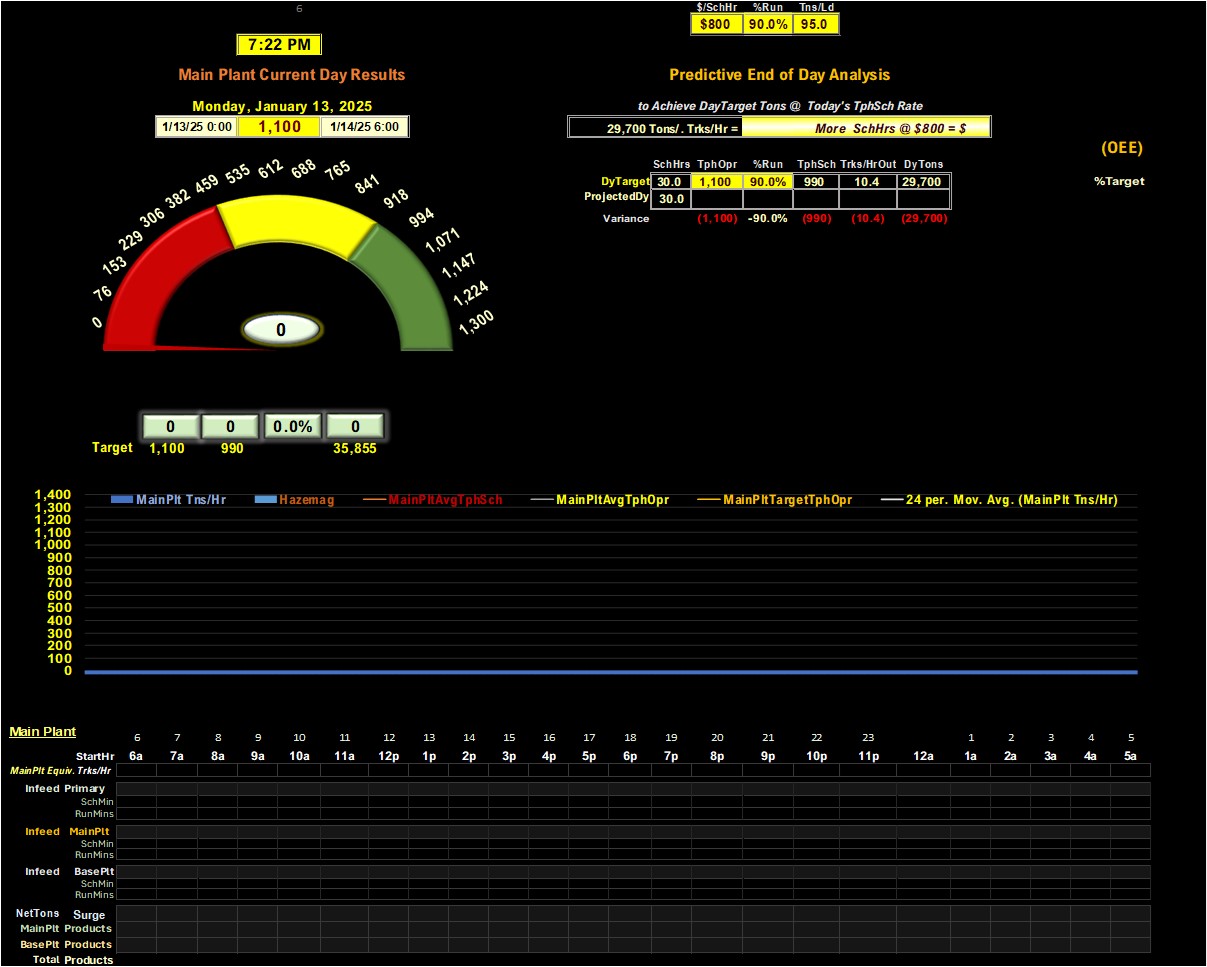 6
$/SchHr %Run Tns/Ld
$800 90.0% 95.0
7:22 PM
Main Plant Current Day Results
Predictive End of Day Analysis
Monday, January 13, 2025
to Achieve DayTarget Tons @ Today's TphSch Rate
1/13/25 0:00 1,100 1/14/25 6:00
29,700 Tons/. Trks/Hr = More SchHrs @ $800 = $
(OEE)
%Target
SchHrs TphOpr %Run TphSch Trks/HrOut DyTons
DyTarget 30.0 1,100 90.0% 990 10.4 29,700
ProjectedDy 30.0
Variance (1,100) -90.0% (990) (10.4) (29,700)
0 76 153 229 306 382 459 535 612 688 765 841 918 994 1,071 1,147 1,224 1,300
0
0 0 0.0% 0
Target 1,100 990 35,855
MainPlt Tns/Hr Hazemag MainPltAvgTphSch MainPltAvgTphOpr MainPltTargetTphOpr 24 per. Mov. Avg. (MainPlt Tns/Hr)
1,400
1,300
1,200
1,100
1,000
900
800
700
600
500
400
300
200
100
0
Main Plant
6 7 8 9 10 11 12 13 14 15 16 17 18 19 20 21 22 23 1 2 3 4 5
StartHr 6a 7a 8a 9a 10a 11a 12p 1p 2p 3p 4p 5p 6p 7p 8p 9p 10p 11p 12a 1a 2a 3a 4a 5a
MainPlt Equiv. Trks/Hr
Infeed Primary
SchMin
RunMins
Infeed MainPlt
SchMin
RunMins
Infeed BasePlt
SchMin
RunMins
NetTons Surge
MainPlt Products
BasePlt Products
Total Products